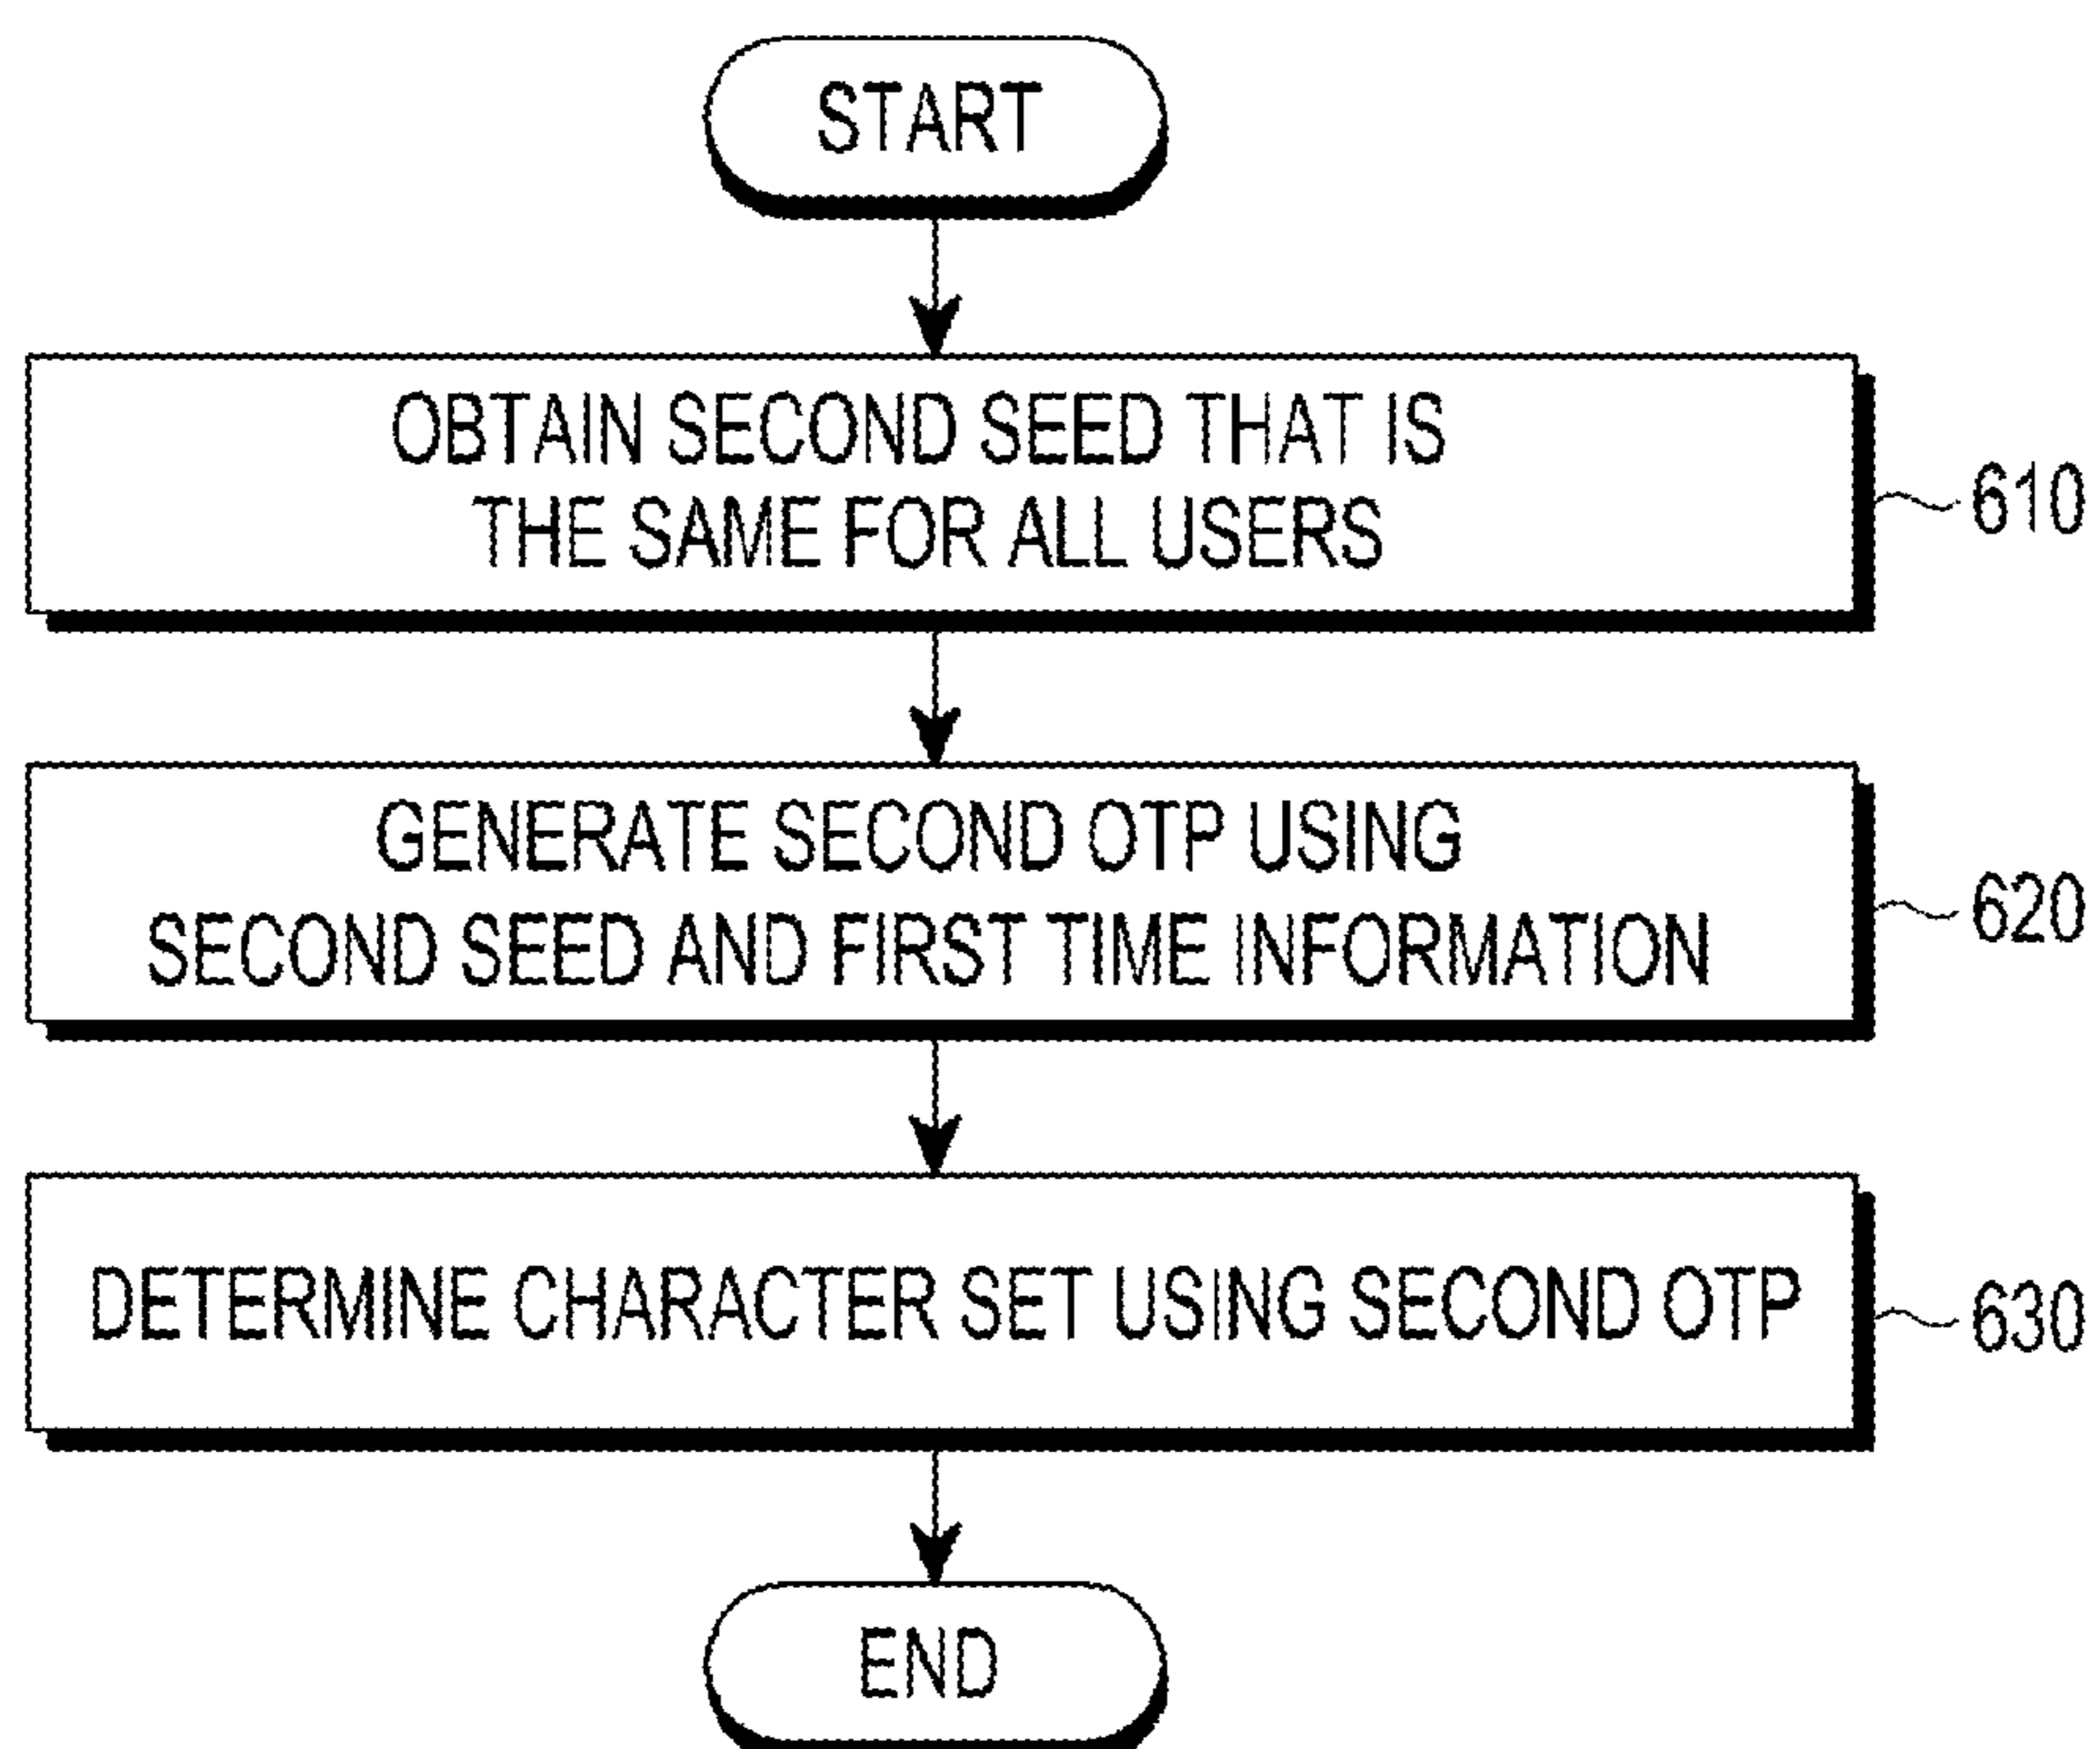 START
OBTAIN SECOND SEED THAT IS
THE SAME FOR ALL USERS
610
GENERATE SECOND OTP USING
SECOND SEED AND FIRST TIME INFORMATION
620
DETERMINE CHARACTER SET USING SECOND OTP
630
END